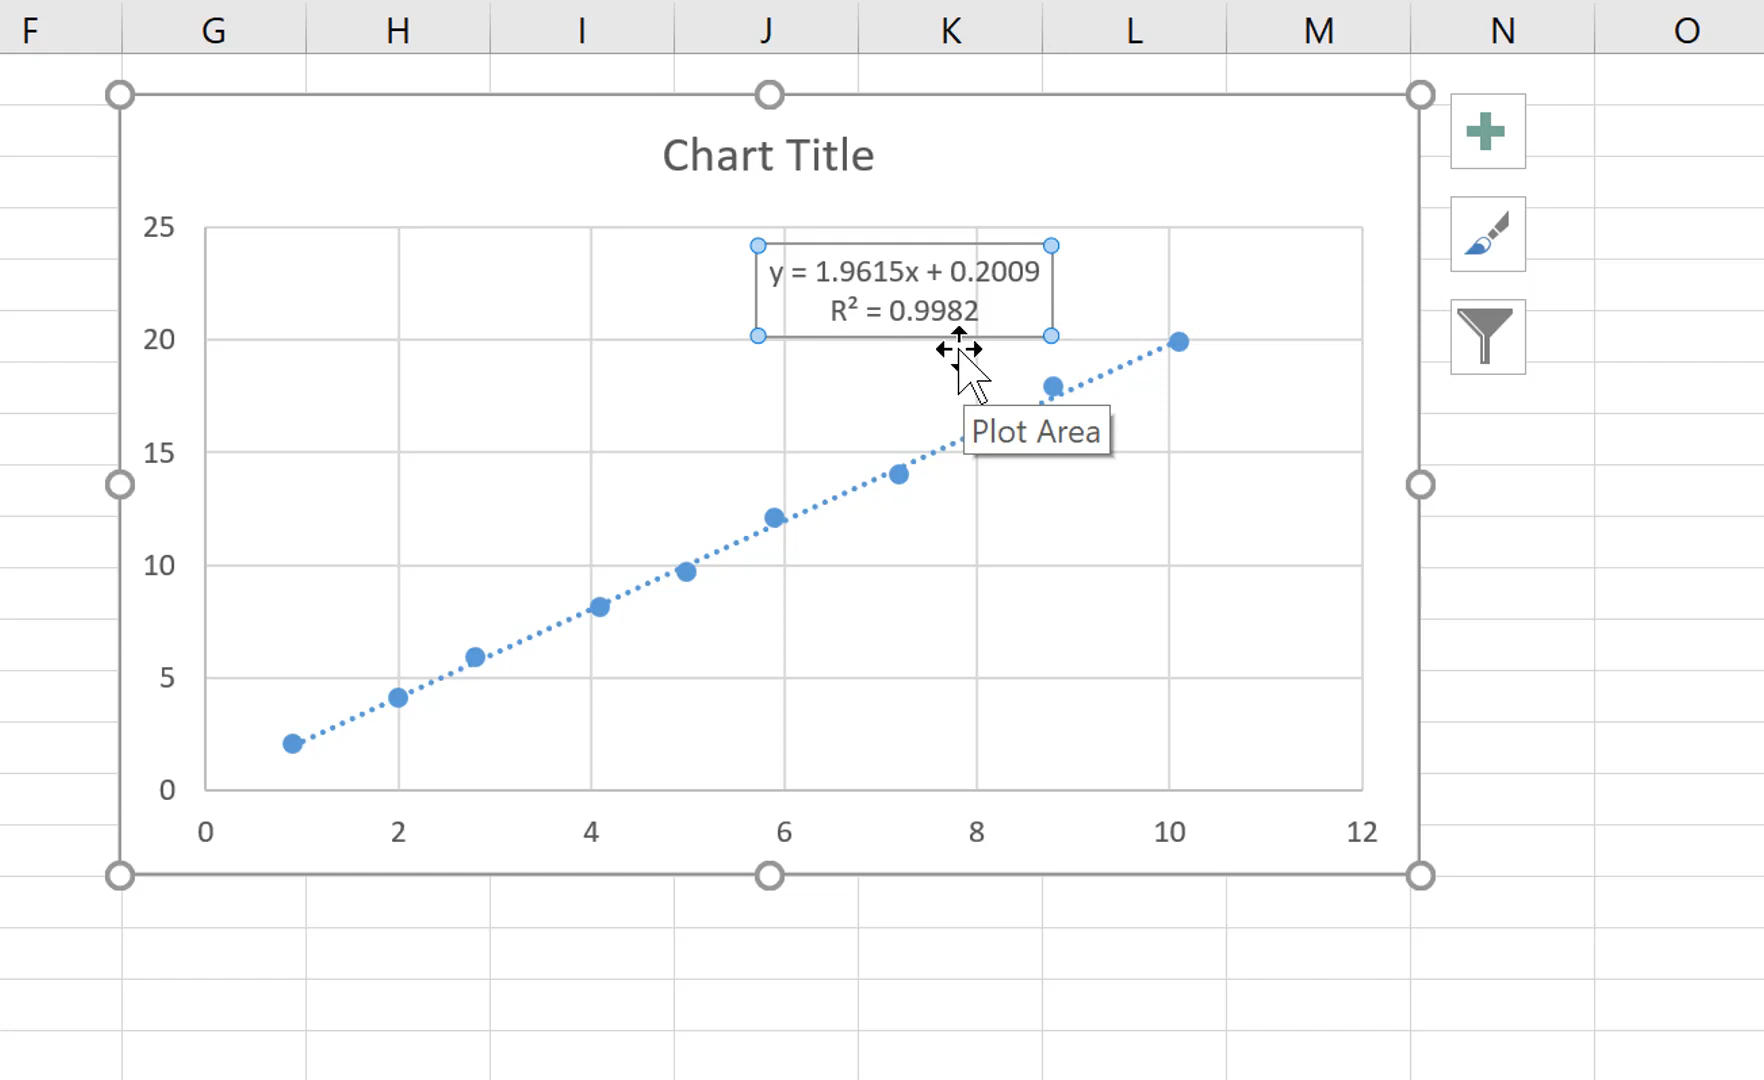 F G H I J K L M N O
Chart Title
25
y = 1.9615x + 0.2009
R² = 0.9982
20
Plot Area
15
10
5
0
0 2 4 6 8 10 12